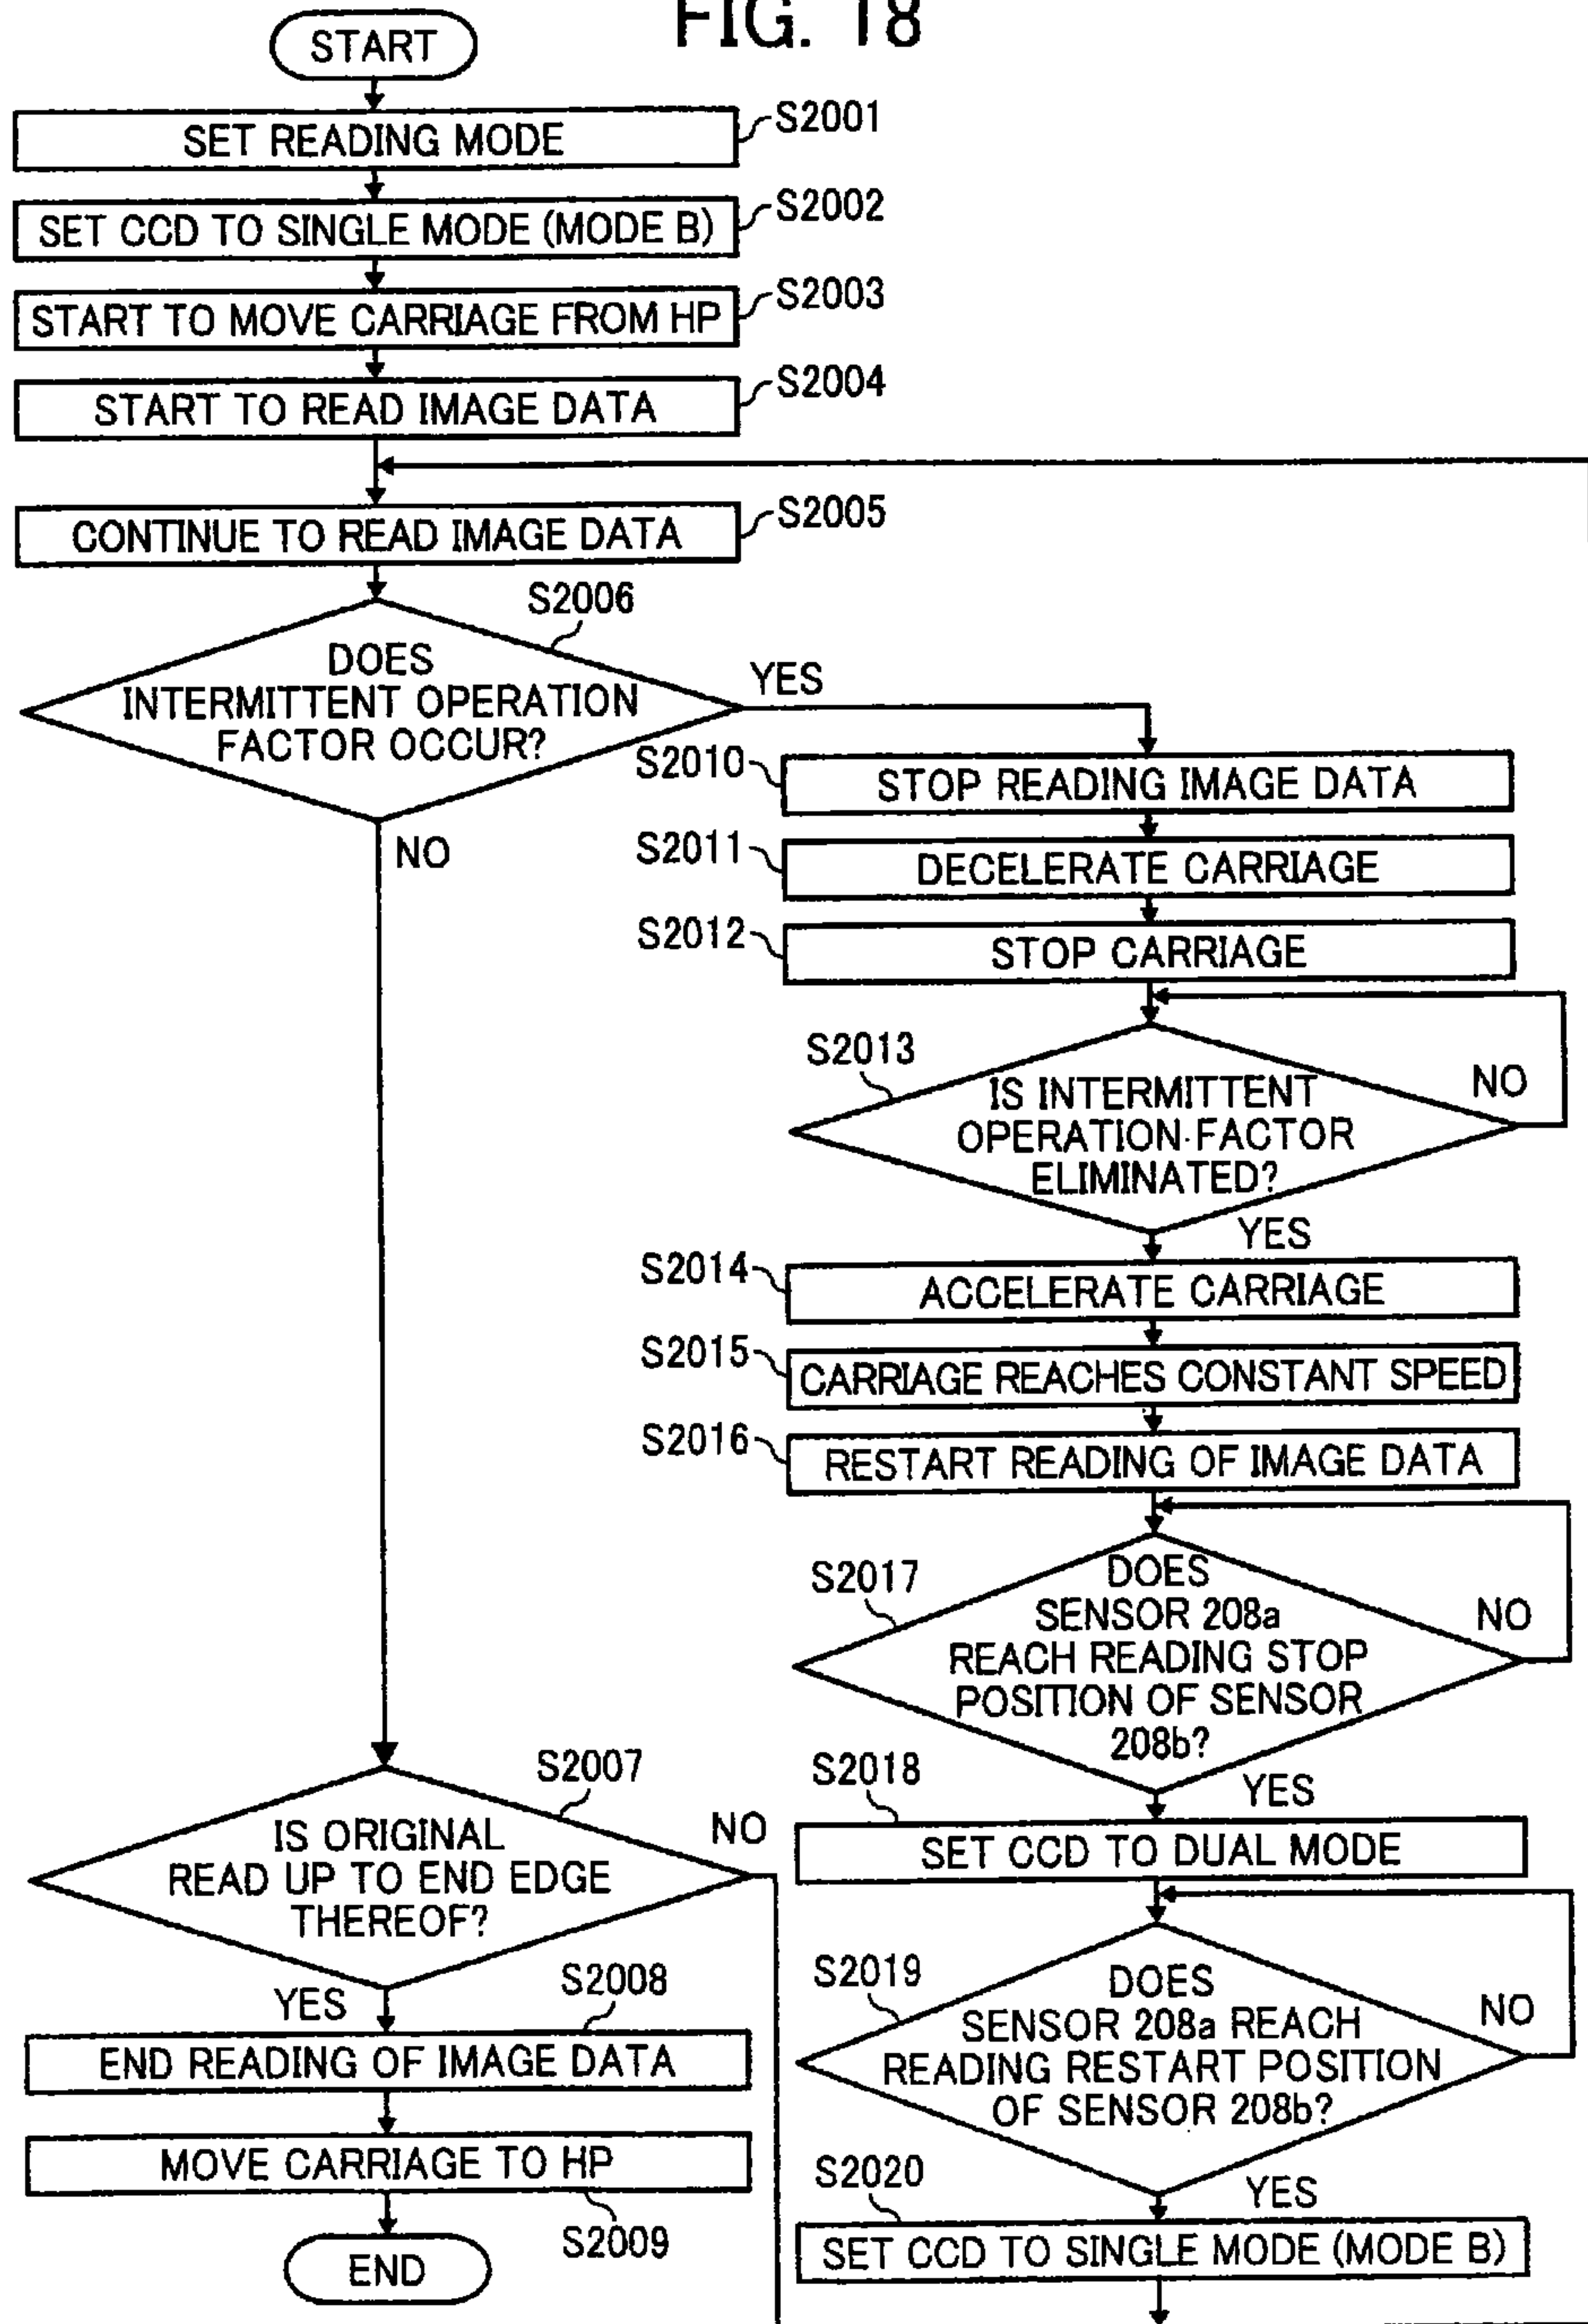 FIG. 18
START
SET READING MODE
S2001
SET CCD TO SINGLE MODE (MODE B)
S2002
START TO MOVE CARRIAGE FROM HP
S2003
START TO READ IMAGE DATA
S2004
CONTINUE TO READ IMAGE DATA
S2005
S2006
DOES
INTERMITTENT OPERATION
FACTOR OCCUR?
YES
NO
S2010
STOP READING IMAGE DATA
S2011
DECELERATE CARRIAGE
S2012
STOP CARRIAGE
S2013
IS INTERMITTENT
OPERATION FACTOR
ELIMINATED?
NO
YES
S2014
ACCELERATE CARRIAGE
S2015
CARRIAGE REACHES CONSTANT SPEED
S2016
RESTART READING OF IMAGE DATA
S2017
DOES
SENSOR 208a
REACH READING STOP
POSITION OF SENSOR
208b?
NO
YES
S2018
SET CCD TO DUAL MODE
S2019
DOES
SENSOR 208a REACH
READING RESTART POSITION
OF SENSOR 208b?
NO
YES
S2020
SET CCD TO SINGLE MODE (MODE B)
S2007
IS ORIGINAL
READ UP TO END EDGE
THEREOF?
NO
YES
S2008
END READING OF IMAGE DATA
MOVE CARRIAGE TO HP
S2009
END